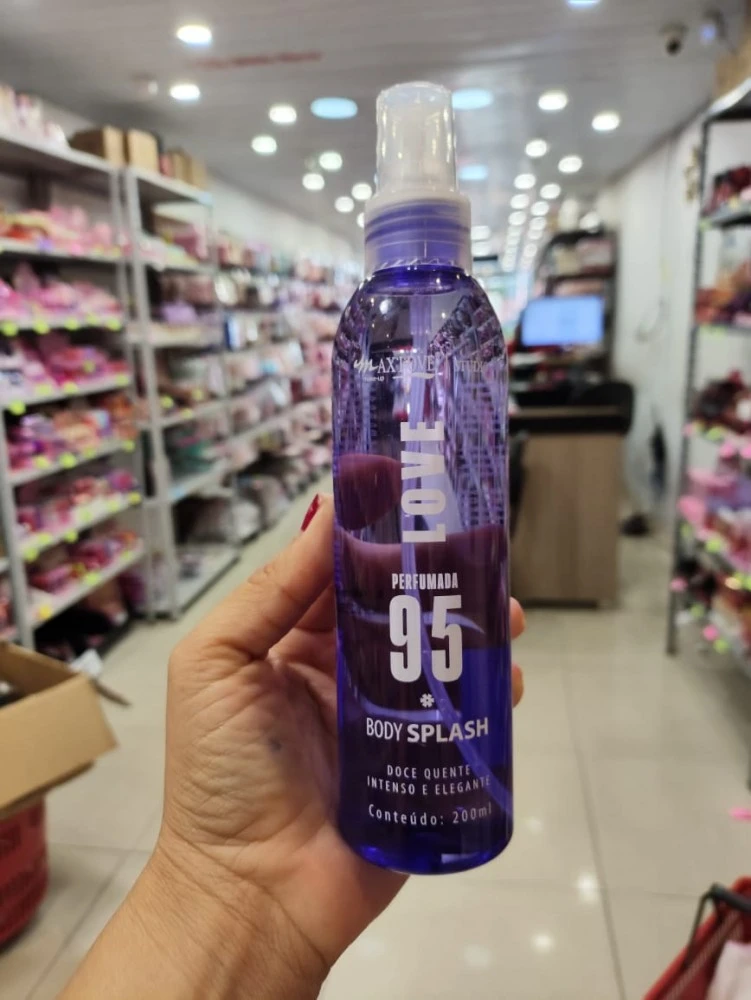 MAX LOVE
LOVE
PERFUMADA
95
BODY SPLASH
DOCE QUENTE
INTENSO E ELEGANTE
Conteúdo: 200ml